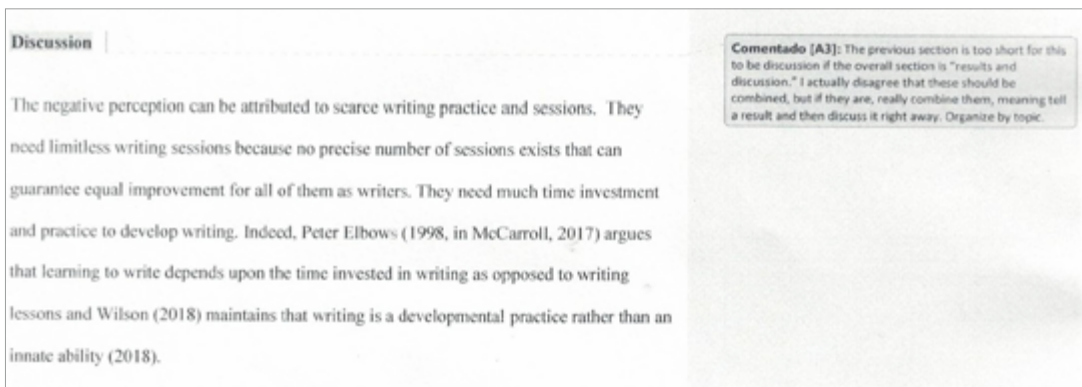 Discussion
The negative perception can be attributed to scarce writing practice and sessions. They
need limitless writing sessions because no precise number of sessions exists that can
guarantee equal improvement for all of them as writers. They need much time investment
and practice to develop writing. Indeed, Peter Elbows (1998, in McCarroll, 2017) argues
that learning to write depends upon the time invested in writing as opposed to writing
lessons and Wilson (2018) maintains that writing is a developmental practice rather than an
innate ability (2018).
Comentado [A3]: The previous section is too short for this
to be discussion if the overall section is "results and
discussion." I actually disagree that these should be
combined, but if they are, really combine them, meaning tell
a result and then discuss it right away. Organize by topic.